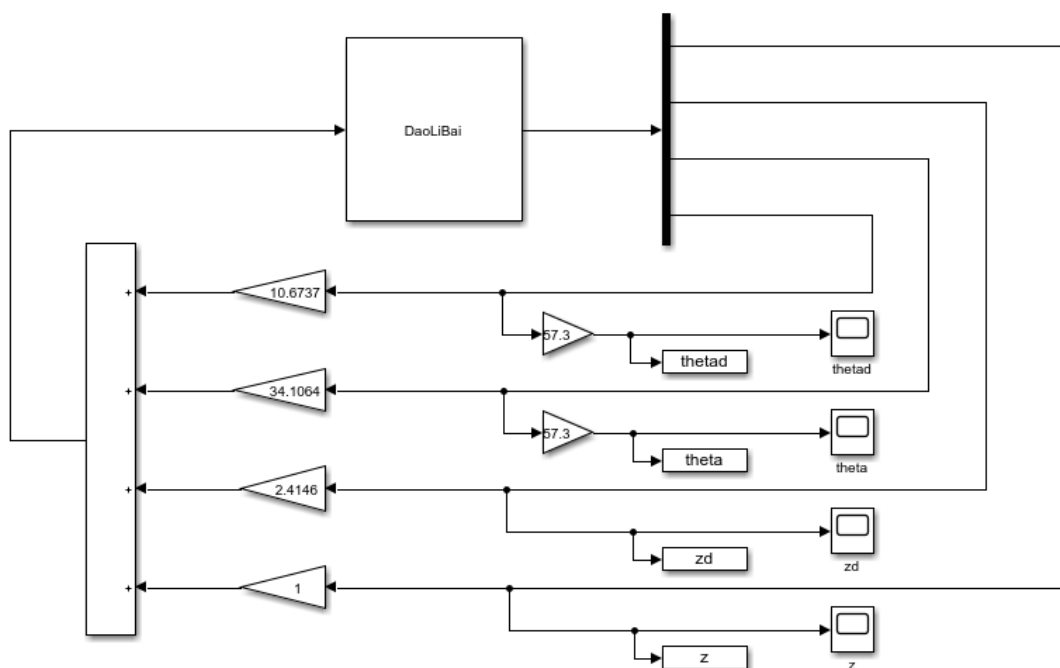 DaoLiBai
+
10.6737
57.3
thetad
thetad
+
34.1064
57.3
theta
theta
+
2.4146
zd
zd
+
1
z
z